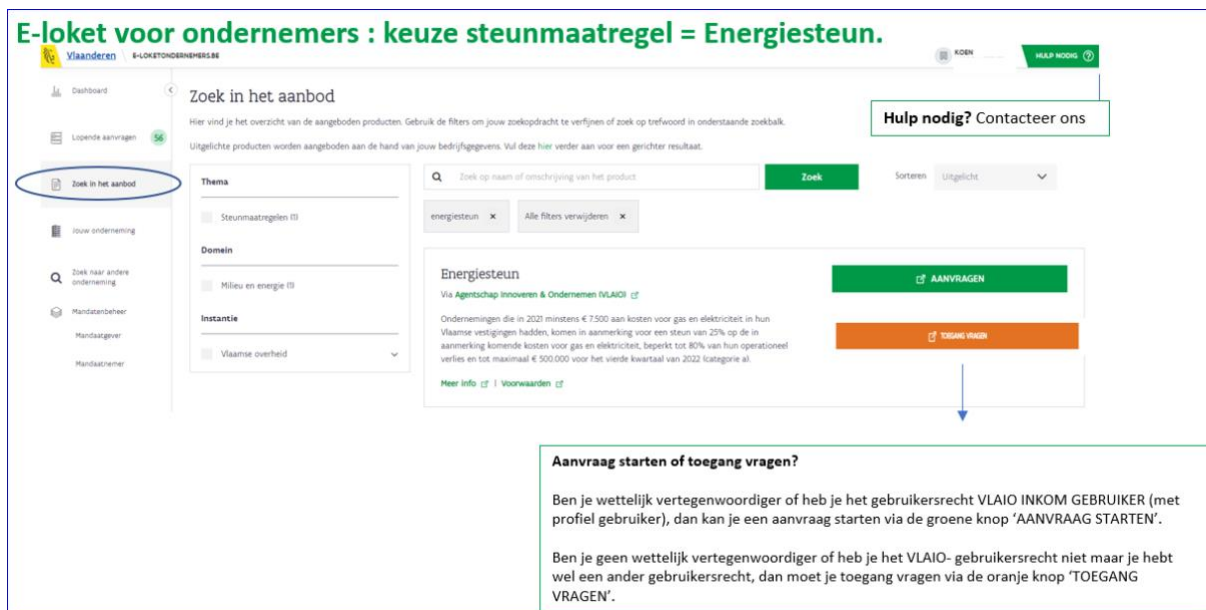 E-loket voor ondernemers : keuze steunmaatregel = Energiesteun.
Vlaanderen \ E-LOKETONDERNEMERS.BE
KOEN
HULP NODIG ?
Dashboard
Lopende aanvragen 56
Zoek in het aanbod
Jouw onderneming
Zoek naar andere
onderneming
Mandatenbeheer
Mandaatgever
Mandaatnemer
Zoek in het aanbod
Hier vind je het overzicht van de aangeboden producten. Gebruik de filters om jouw zoekopdracht te verfijnen of zoek op trefwoord in onderstaande zoekbalk.
Uitgelichte producten worden aangeboden aan de hand van jouw bedrijfsgegevens. Vul deze hier verder aan voor een gerichter resultaat.
Hulp nodig? Contacteer ons
Thema
Steunmaatregelen (1)
Domein
Milieu en energie (1)
Instantie
Vlaamse overheid
Zoek op naam of omschrijving van het product
Zoek
Sorteren Uitgelicht
energiesteun x
Alle filters verwijderen x
Energiesteun
Via Agentschap Innoveren & Ondernemen (VLAIO)
Ondernemingen die in 2021 minstens € 7.500 aan kosten voor gas en elektriciteit in hun
Vlaamse vestigingen hadden, komen in aanmerking voor een steun van 25% op de in
aanmerking komende kosten voor gas en elektriciteit, beperkt tot 80% van hun operationeel
verlies en tot maximaal € 500.000 voor het vierde kwartaal van 2022 (categorie a).
Meer info | Voorwaarden
AANVRAGEN
TOEGANG VRAGEN
Aanvraag starten of toegang vragen?
Ben je wettelijk vertegenwoordiger of heb je het gebruikersrecht VLAIO INKOM GEBRUIKER (met
profiel gebruiker), dan kan je een aanvraag starten via de groene knop ‘AANVRAAG STARTEN’.
Ben je geen wettelijk vertegenwoordiger of heb je het VLAIO- gebruikersrecht niet maar je hebt
wel een ander gebruikersrecht, dan moet je toegang vragen via de oranje knop ‘TOEGANG
VRAGEN’.